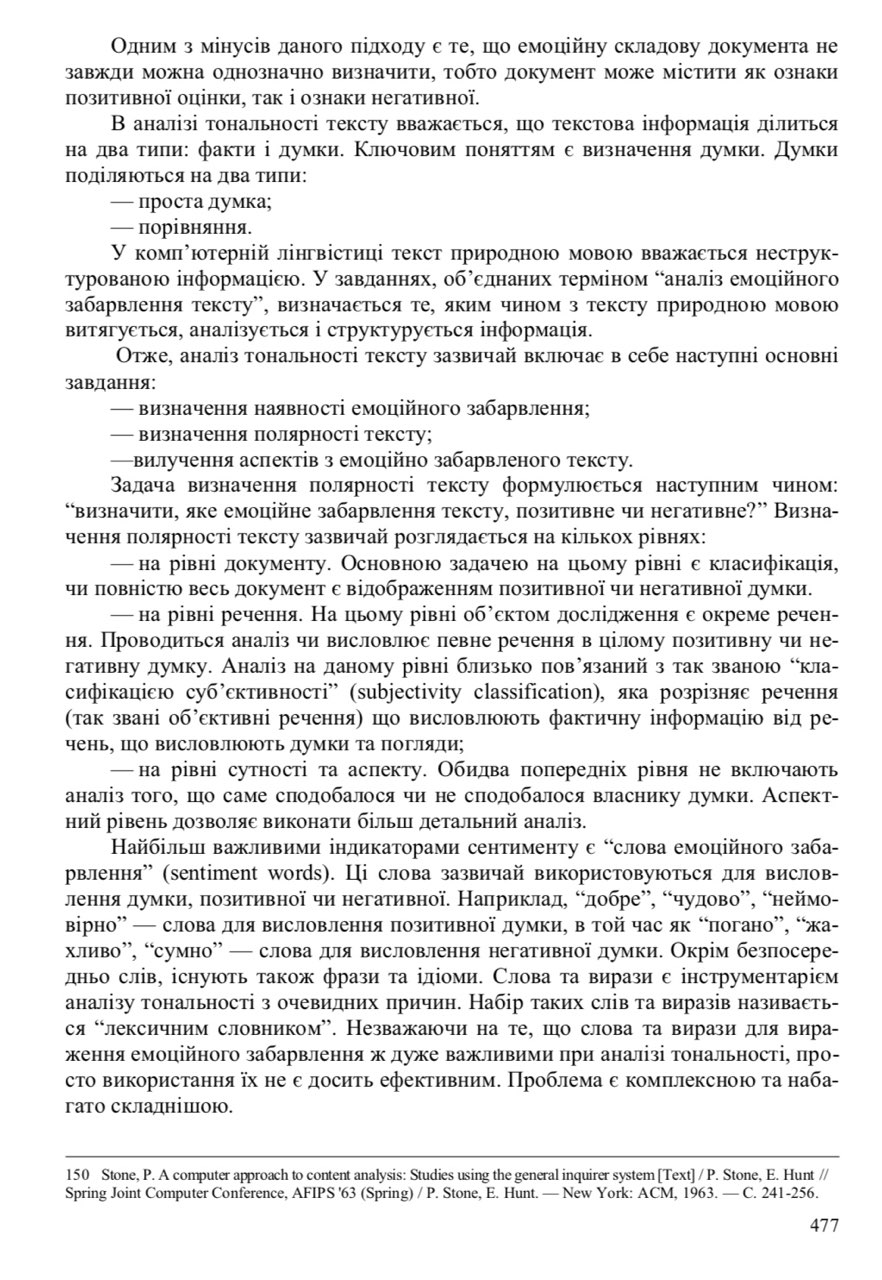 Одним з мінусів даного підходу є те, що емоційну складову документа не
завжди можна однозначно визначити, тобто документ може містити як ознаки
позитивної оцінки, так і ознаки негативної.
В аналізі тональності тексту вважається, що текстова інформація ділиться
на два типи: факти і думки. Ключовим поняттям є визначення думки. Думки
поділяються на два типи:
— проста думка;
— порівняння.
У комп’ютерній лінгвістиці текст природною мовою вважається неструк-
турованою інформацією. У завданнях, об’єднаних терміном “аналіз емоційного
забарвлення тексту”, визначається те, яким чином з тексту природною мовою
витягується, аналізується і структурується інформація.
Отже, аналіз тональності тексту зазвичай включає в себе наступні основні
завдання:
— визначення наявності емоційного забарвлення;
— визначення полярності тексту;
—вилучення аспектів з емоційно забарвленого тексту.
Задача визначення полярності тексту формулюється наступним чином:
“визначити, яке емоційне забарвлення тексту, позитивне чи негативне?” Визна-
чення полярності тексту зазвичай розглядається на кількох рівнях:
— на рівні документу. Основною задачею на цьому рівні є класифікація,
чи повністю весь документ є відображенням позитивної чи негативної думки.
— на рівні речення. На цьому рівні об’єктом дослідження є окреме речен-
ня. Проводиться аналіз чи висловлює певне речення в цілому позитивну чи не-
гативну думку. Аналіз на даному рівні близько пов’язаний з так званою “кла-
сифікацією суб’єктивності” (subjectivity classification), яка розрізняє речення
(так звані об’єктивні речення) що висловлюють фактичну інформацію від ре-
чень, що висловлюють думки та погляди;
— на рівні сутності та аспекту. Обидва попередніх рівня не включають
аналіз того, що саме сподобалося чи не сподобалося власнику думки. Аспект-
ний рівень дозволяє виконати більш детальний аналіз.
Найбільш важливими індикаторами сентименту є “слова емоційного заба-
рвлення” (sentiment words). Ці слова зазвичай використовуються для вислов-
лення думки, позитивної чи негативної. Наприклад, “добре”, “чудово”, “неймо-
вірно” — слова для висловлення позитивної думки, в той час як “погано”, “жа-
хливо”, “сумно” — слова для висловлення негативної думки. Окрім безпосере-
дньо слів, існують також фрази та ідіоми. Слова та вирази є інструментарієм
аналізу тональності з очевидних причин. Набір таких слів та виразів називаєть-
ся “лексичним словником”. Незважаючи на те, що слова та вирази для вира-
ження емоційного забарвлення ж дуже важливими при аналізі тональності, про-
сто використання їх не є досить ефективним. Проблема є комплексною та наба-
гато складнішою.
150 Stone, P. A computer approach to content analysis: Studies using the general inquirer system [Text] / P. Stone, E. Hunt //
Spring Joint Computer Conference, AFIPS '63 (Spring) / P. Stone, E. Hunt. — New York: ACM, 1963. — С. 241-256.
477